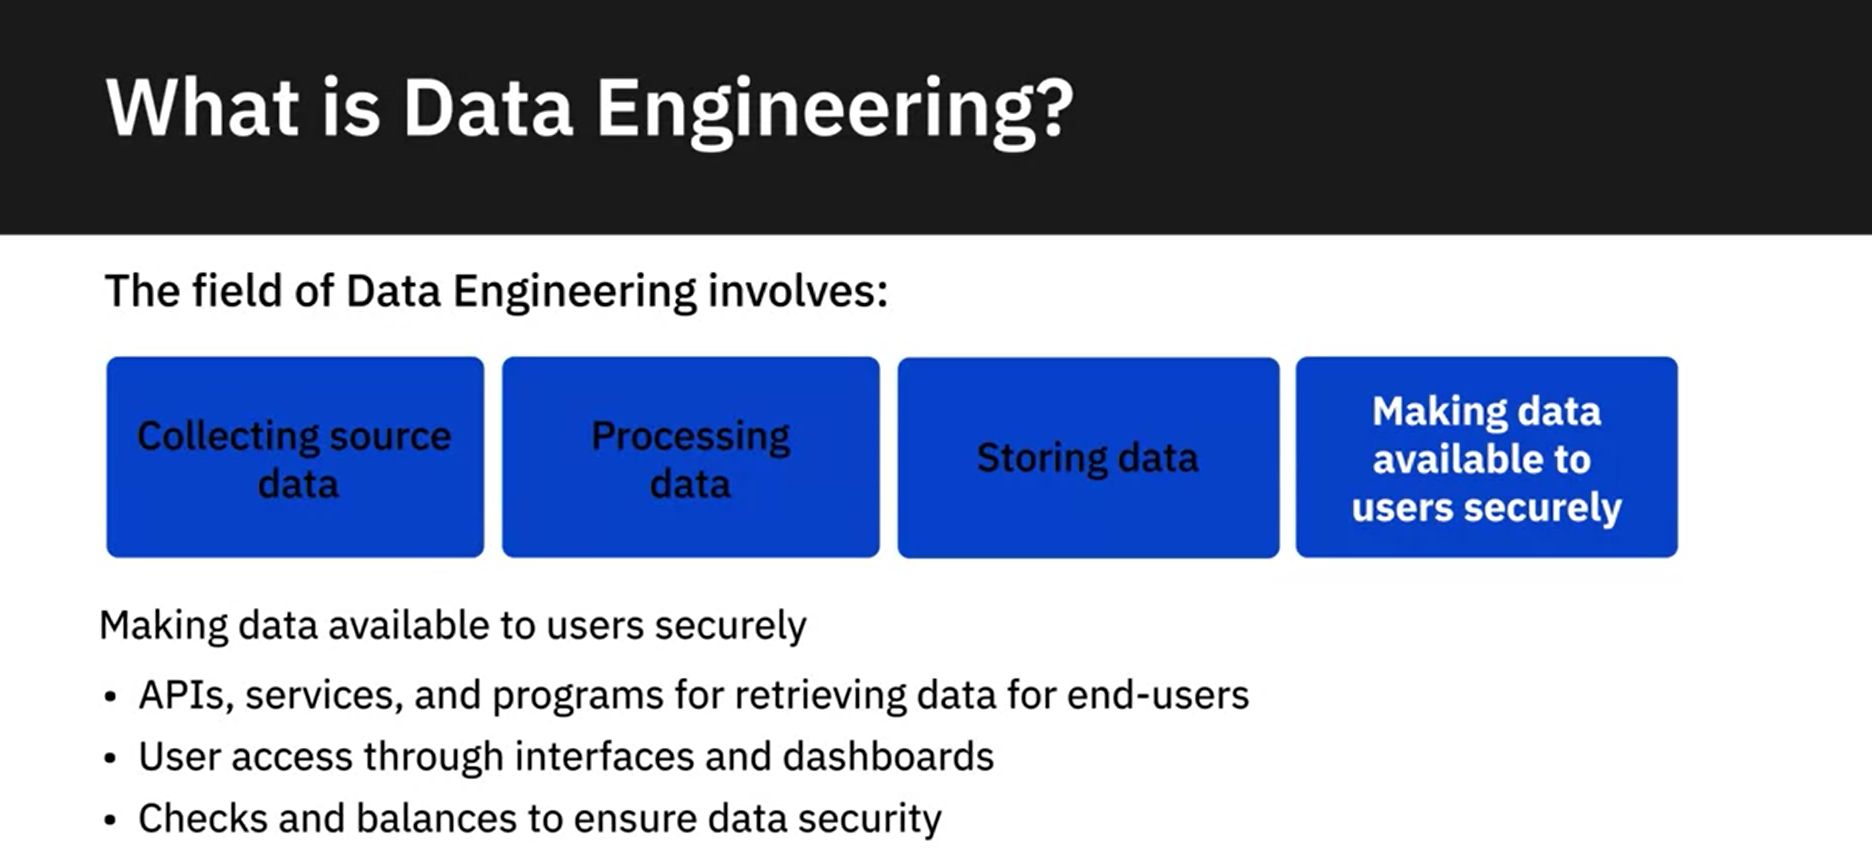 What is Data Engineering?
The field of Data Engineering involves:
Collecting source
data
Processing
data
Storing data
Making data
available to
users securely
Making data available to users securely
• APIs, services, and programs for retrieving data for end-users
• User access through interfaces and dashboards
• Checks and balances to ensure data security